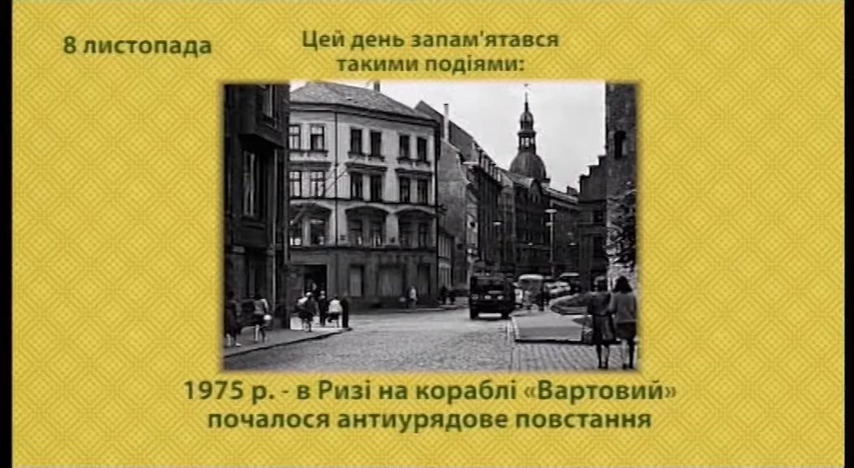 8 листопада
Цей день запам'ятався
такими подіями:
1975 р. - в Ризі на кораблі «Вартовий»
почалося антиурядове повстання